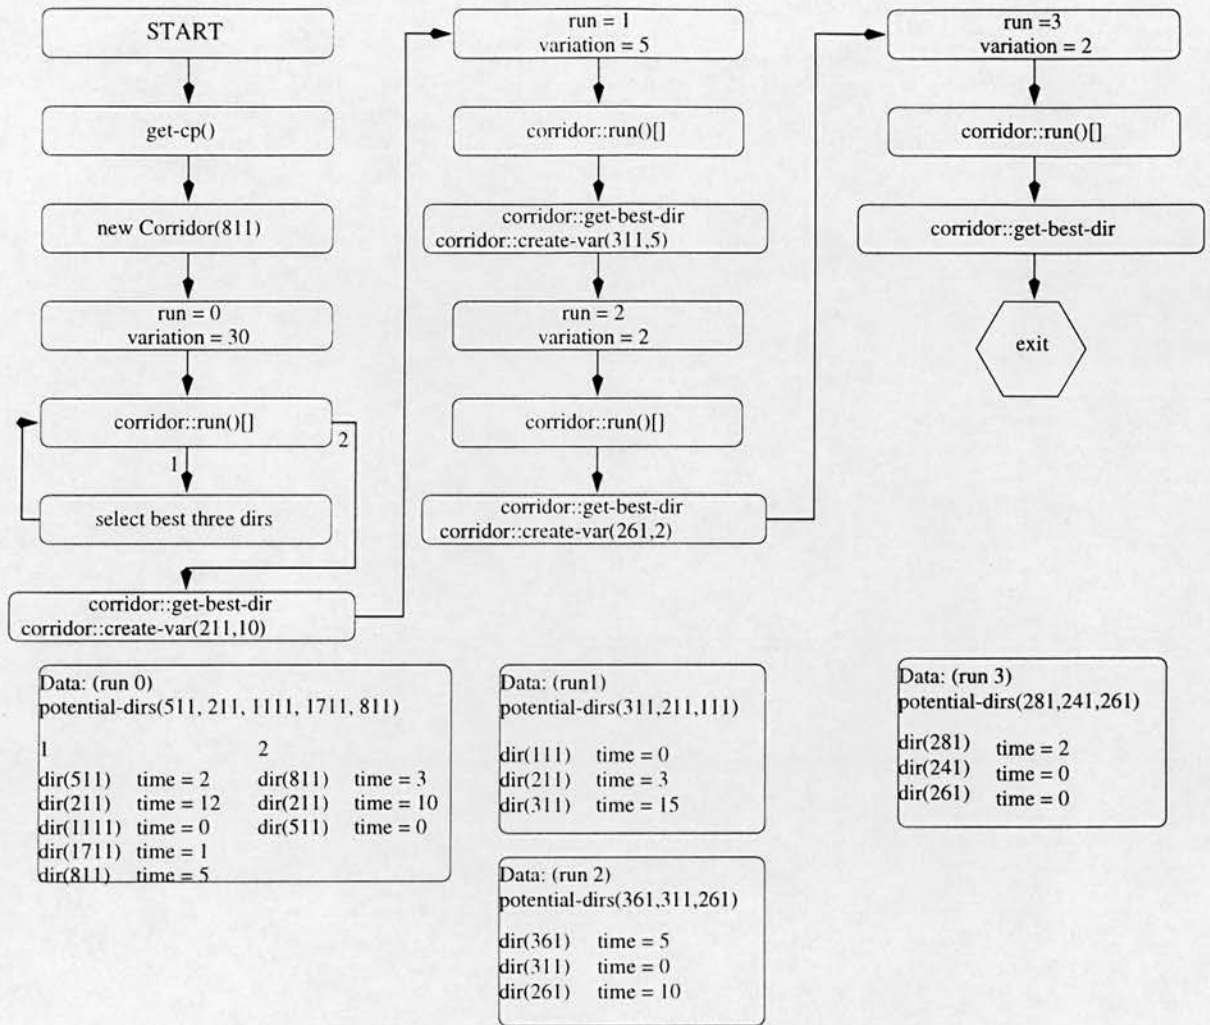 START
get-cp()
new Corridor(811)
run = 0
variation = 30
corridor::run()[]
2
1
select best three dirs
corridor::get-best-dir
corridor::create-var(211,10)
run = 1
variation = 5
corridor::run()[]
corridor::get-best-dir
corridor::create-var(311,5)
run = 2
variation = 2
corridor::run()[]
corridor::get-best-dir
corridor::create-var(261,2)
run =3
variation = 2
corridor::run()[]
corridor::get-best-dir
exit
Data: (run 0)
potential-dirs(511, 211, 1111, 1711, 811)
1 2
dir(511) time = 2 dir(811) time = 3
dir(211) time = 12 dir(211) time = 10
dir(1111) time = 0 dir(511) time = 0
dir(1711) time = 1
dir(811) time = 5
Data: (run1)
potential-dirs(311,211,111)
dir(111) time = 0
dir(211) time = 3
dir(311) time = 15
Data: (run 2)
potential-dirs(361,311,261)
dir(361) time = 5
dir(311) time = 0
dir(261) time = 10
Data: (run 3)
potential-dirs(281,241,261)
dir(281) time = 2
dir(241) time = 0
dir(261) time = 0